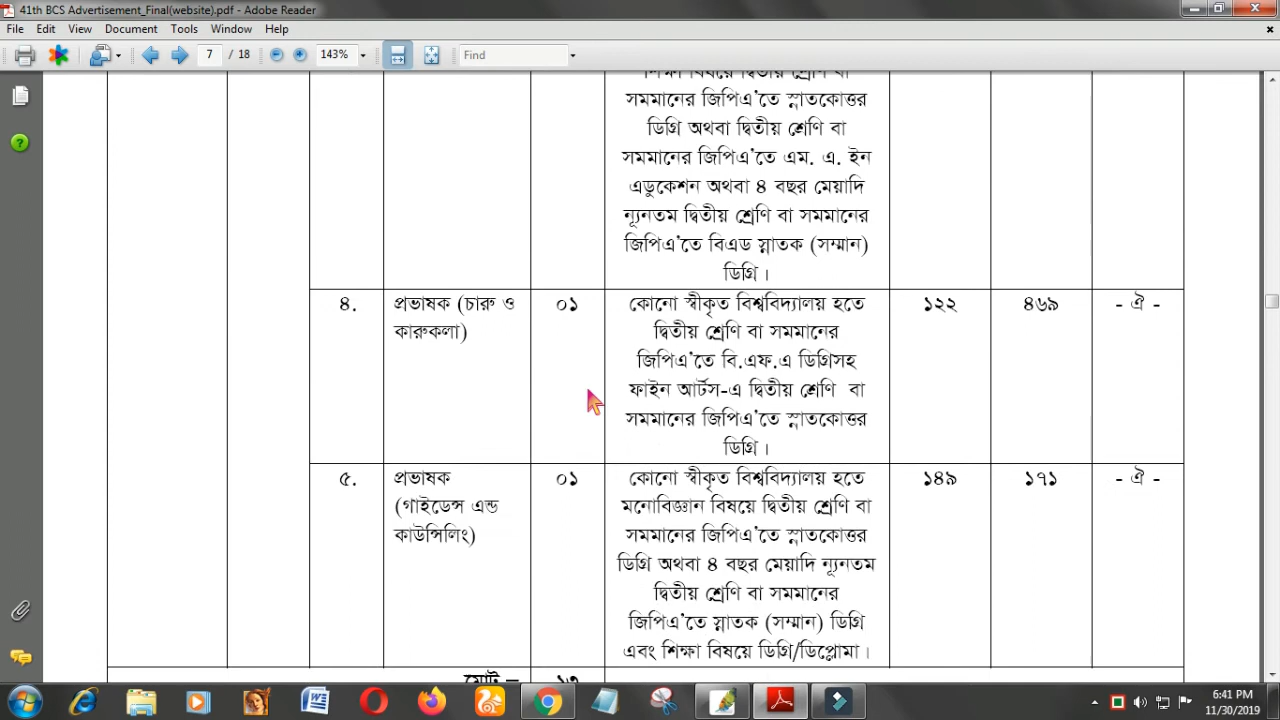 41th BCS Advertisement_Final(website).pdf - Adobe Reader
File Edit View Document Tools Window Help
7 / 18 143% Find
শিক্ষা বিষয়ে দ্বিতীয় শ্রেণি বা
সমমানের জিপিএ'তে স্নাতকোত্তর
ডিগ্রি অথবা দ্বিতীয় শ্রেণি বা
সমমানের জিপিএ'তে এম. এ. ইন
এডুকেশন অথবা ৪ বছর মেয়াদি
ন্যূনতম দ্বিতীয় শ্রেণি বা সমমানের
জিপিএ'তে বিএড স্নাতক (সম্মান)
ডিগ্রি।
৪. প্রভাষক (চারু ও ০১ কোনো স্বীকৃত বিশ্ববিদ্যালয় হতে ১২২ ৪৬৯ - ঐ -
কারুকলা) দ্বিতীয় শ্রেণি বা সমমানের
জিপিএ'তে বি.এফ.এ ডিগ্রিসহ
ফাইন আর্টস-এ দ্বিতীয় শ্রেণি বা
সমমানের জিপিএ'তে স্নাতকোত্তর
ডিগ্রি।
৫. প্রভাষক ০১ কোনো স্বীকৃত বিশ্ববিদ্যালয় হতে ১৪৯ ১৭১ - ঐ -
(গাইডেন্স এন্ড মনোবিজ্ঞান বিষয়ে দ্বিতীয় শ্রেণি বা
কাউন্সিলিং) সমমানের জিপিএ'তে স্নাতকোত্তর
ডিগ্রি অথবা ৪ বছর মেয়াদি ন্যূনতম
দ্বিতীয় শ্রেণি বা সমমানের
জিপিএ'তে স্নাতক (সম্মান) ডিগ্রি
এবং শিক্ষা বিষয়ে ডিগ্রি/ডিপ্লোমা।
মোট = ১৩
6:41 PM
11/30/2019